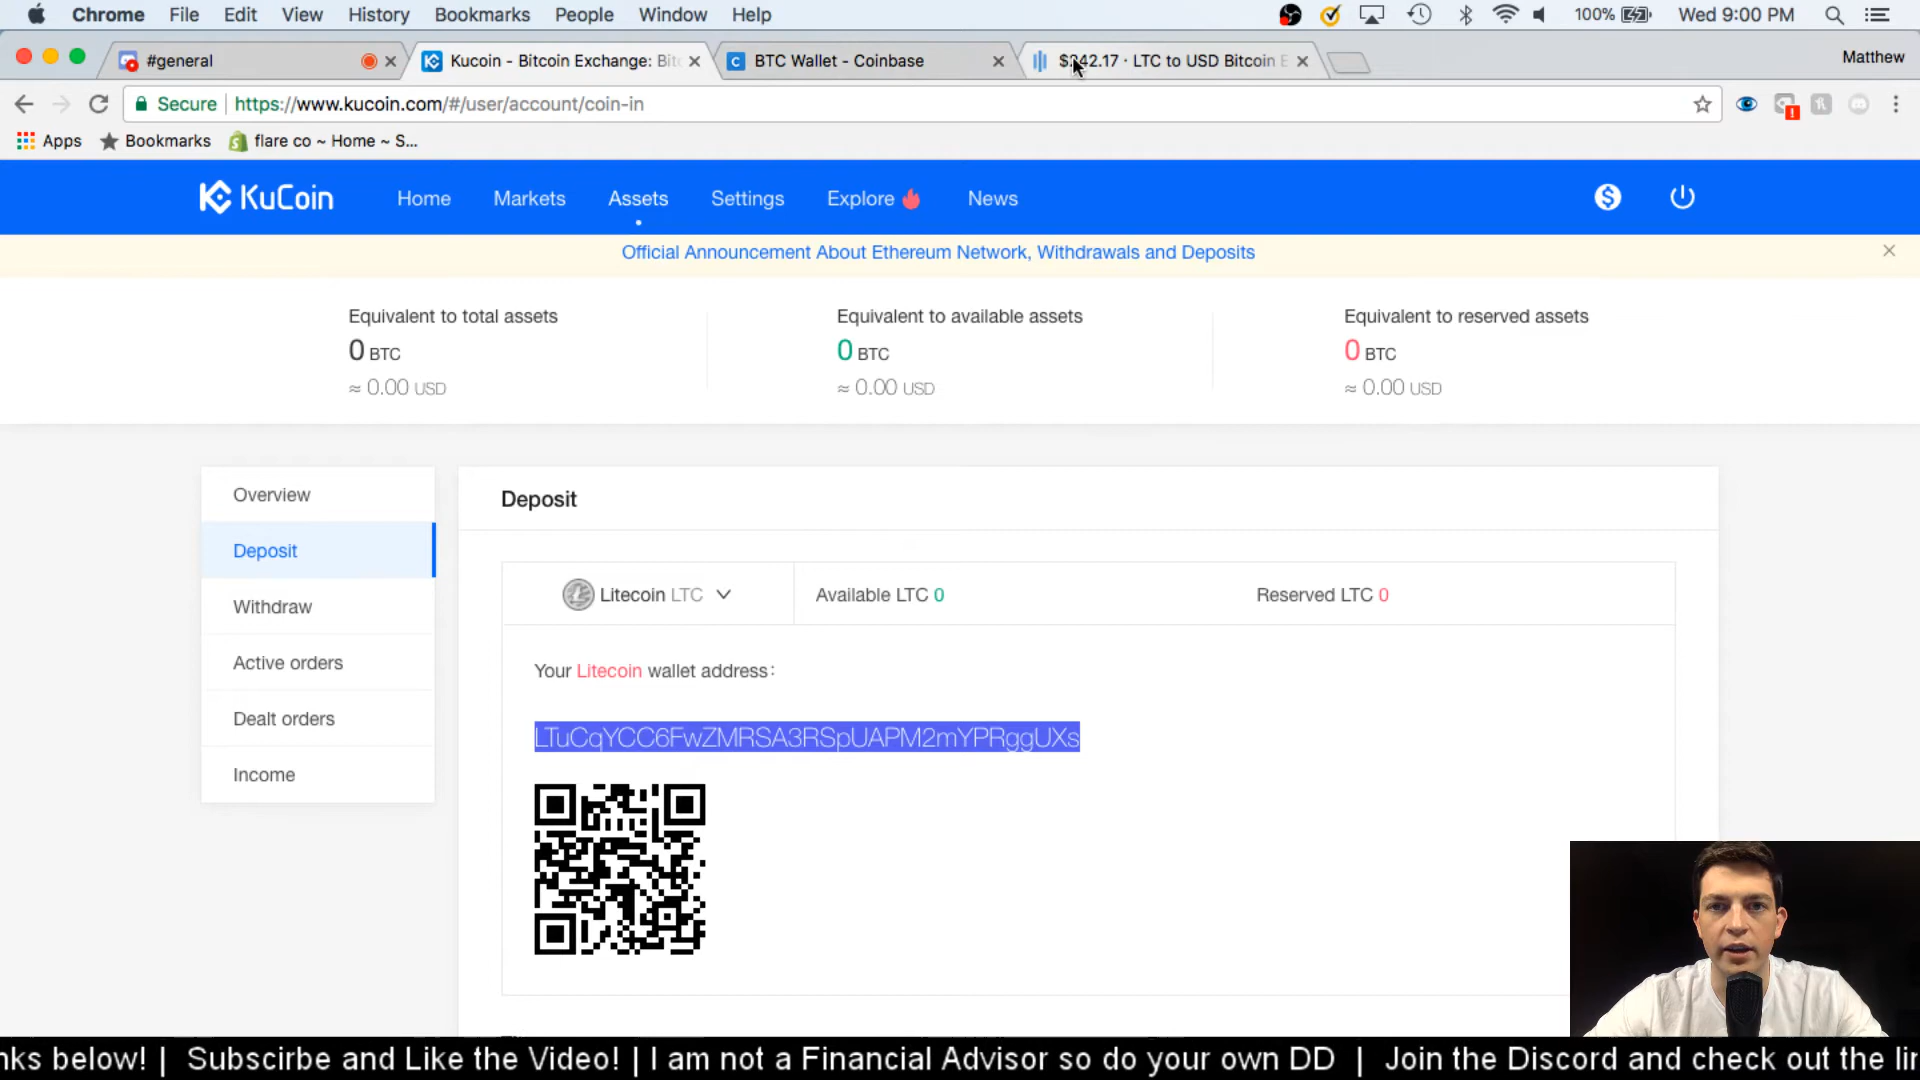 Chrome File Edit View History Bookmarks People Window Help 100% Wed 9:00 PM
#general Kucoin - Bitcoin Exchange: Bit BTC Wallet - Coinbase $242.17 · LTC to USD Bitcoin E Matthew
Secure https://www.kucoin.com/#/user/account/coin-in
Apps Bookmarks flare co ~ Home ~ S...
KuCoin Home Markets Assets Settings Explore News
Official Announcement About Ethereum Network, Withdrawals and Deposits
Equivalent to total assets Equivalent to available assets Equivalent to reserved assets
0 BTC 0 BTC 0 BTC
≈ 0.00 USD ≈ 0.00 USD ≈ 0.00 USD
Overview
Deposit
Withdraw
Active orders
Dealt orders
Income
Deposit
Litecoin LTC Available LTC 0 Reserved LTC 0
Your Litecoin wallet address:
LTuCqYCC6FwZMRSA3RSpUAPM2mYPRggUXs
nks below! | Subscirbe and Like the Video! | I am not a Financial Advisor so do your own DD | Join the Discord and check out the lin